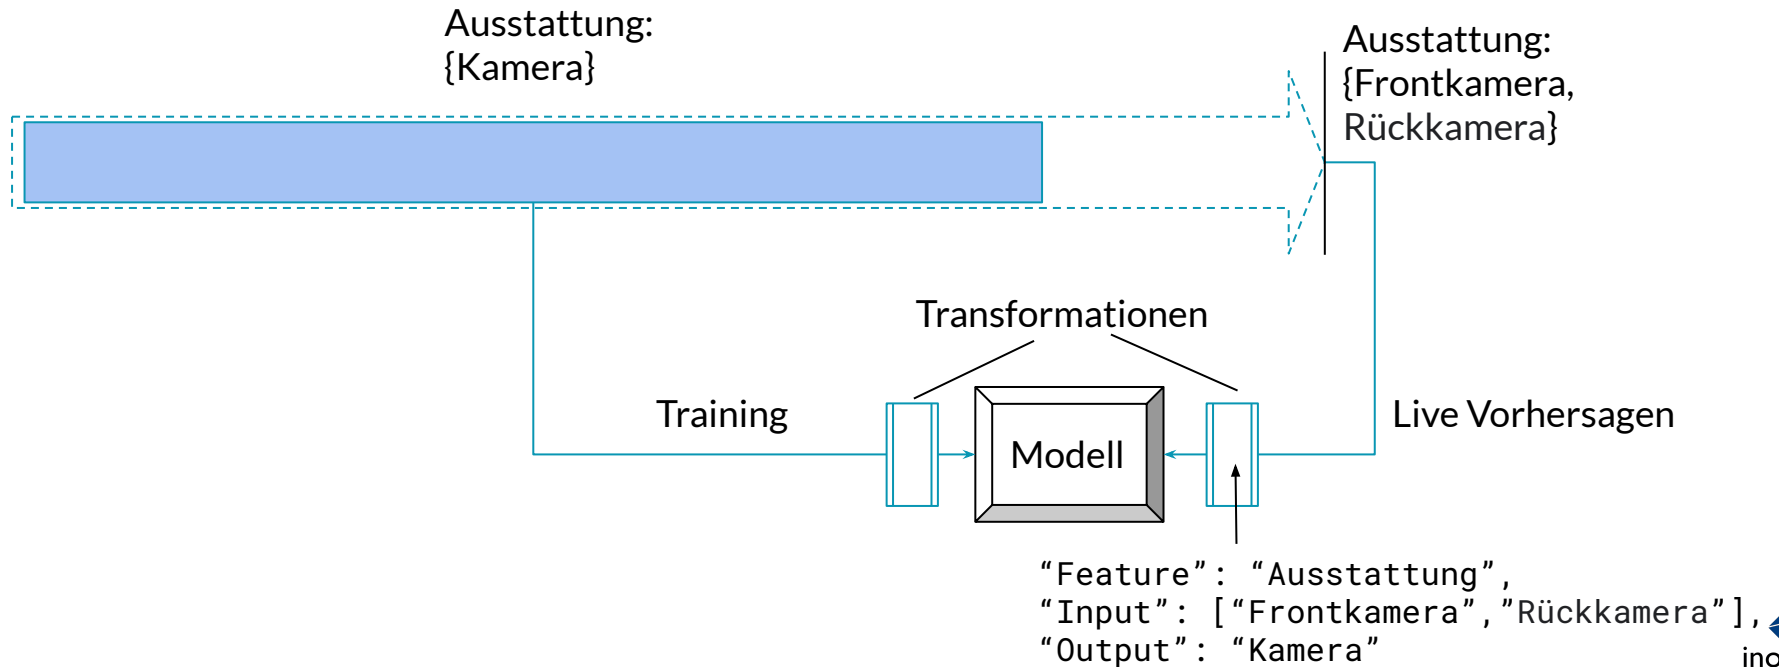 Ausstattung:
{Kamera}
Ausstattung:
{Frontkamera,
Rückkamera}
Transformationen
Training
Modell
Live Vorhersagen
“Feature”: “Ausstattung”,
“Input”: [“Frontkamera”,”Rückkamera”],
“Output”: “Kamera”